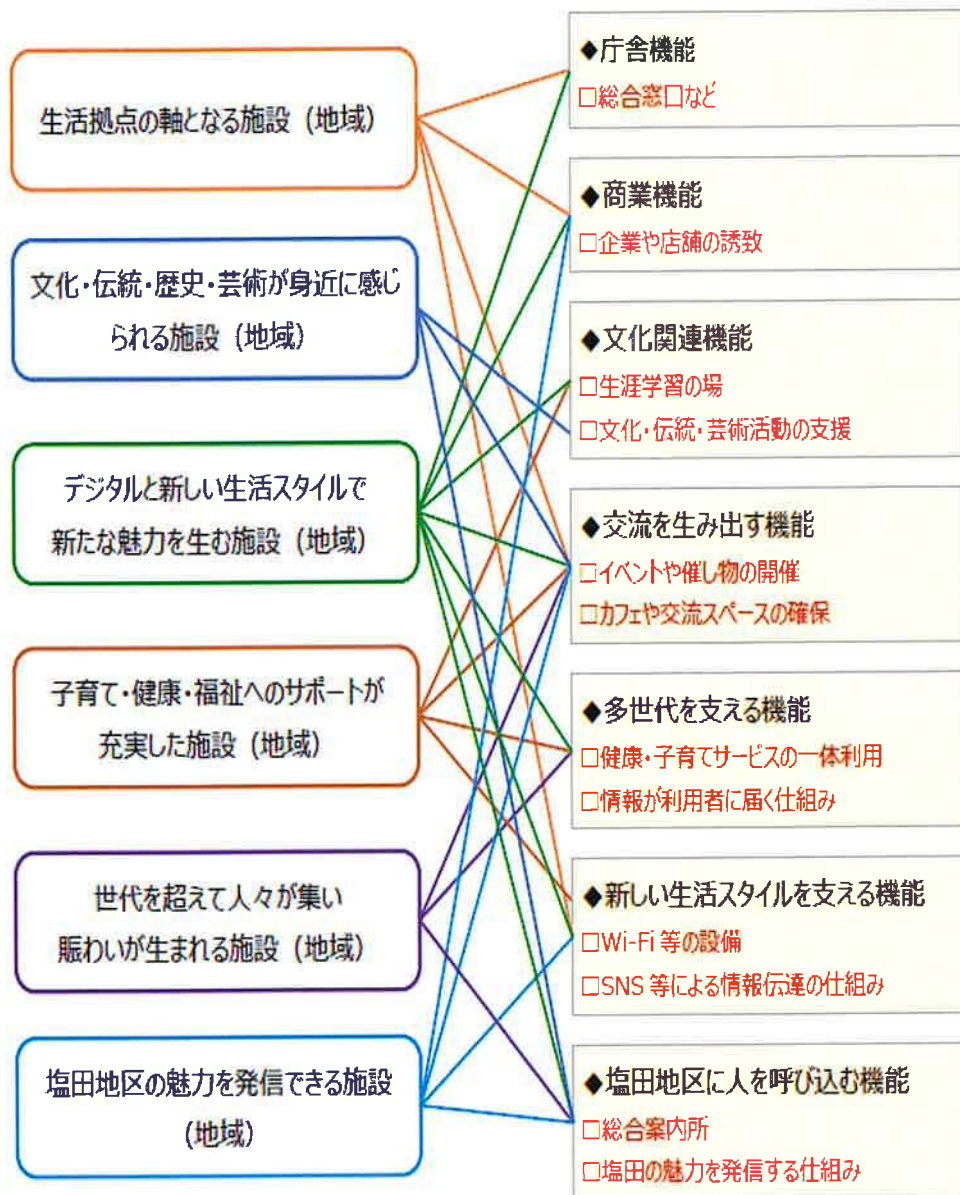 生活拠点の軸となる施設（地域）
文化・伝統・歴史・芸術が身近に感じ
られる施設（地域）
デジタルと新しい生活スタイルで
新たな魅力を生む施設（地域）
子育て・健康・福祉へのサポートが
充実した施設（地域）
世代を超えて人々が集い
賑わいが生まれる施設（地域）
塩田地区の魅力を発信できる施設
（地域）
◆庁舎機能
□総合窓口など
◆商業機能
□企業や店舗の誘致
◆文化関連機能
□生涯学習の場
□文化・伝統・芸術活動の支援
◆交流を生み出す機能
□イベントや催し物の開催
□カフェや交流スペースの確保
◆多世代を支える機能
□健康・子育てサービスの一体利用
□情報が利用者に届く仕組み
◆新しい生活スタイルを支える機能
□Wi-Fi 等の設備
□SNS 等による情報伝達の仕組み
◆塩田地区に人を呼び込む機能
□総合案内所
□塩田の魅力を発信する仕組み